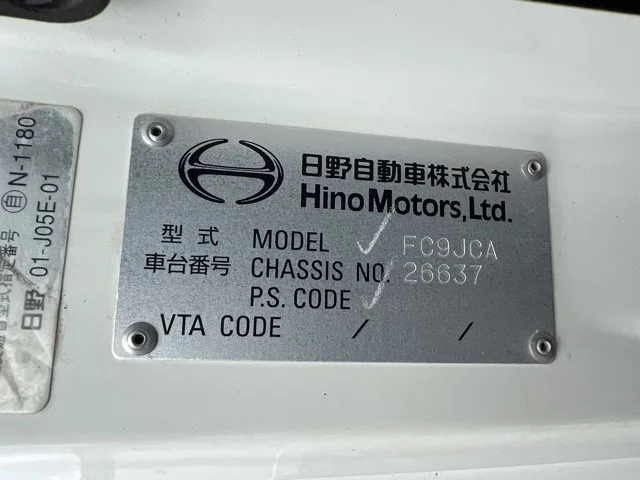 日野自動車株式会社
Hino Motors, Ltd.
型式 MODEL FC9JCA
車台番号 CHASSIS NO. 26637
P.S. CODE
VTA CODE / /
自 N-1180
日野 01-J05E-01